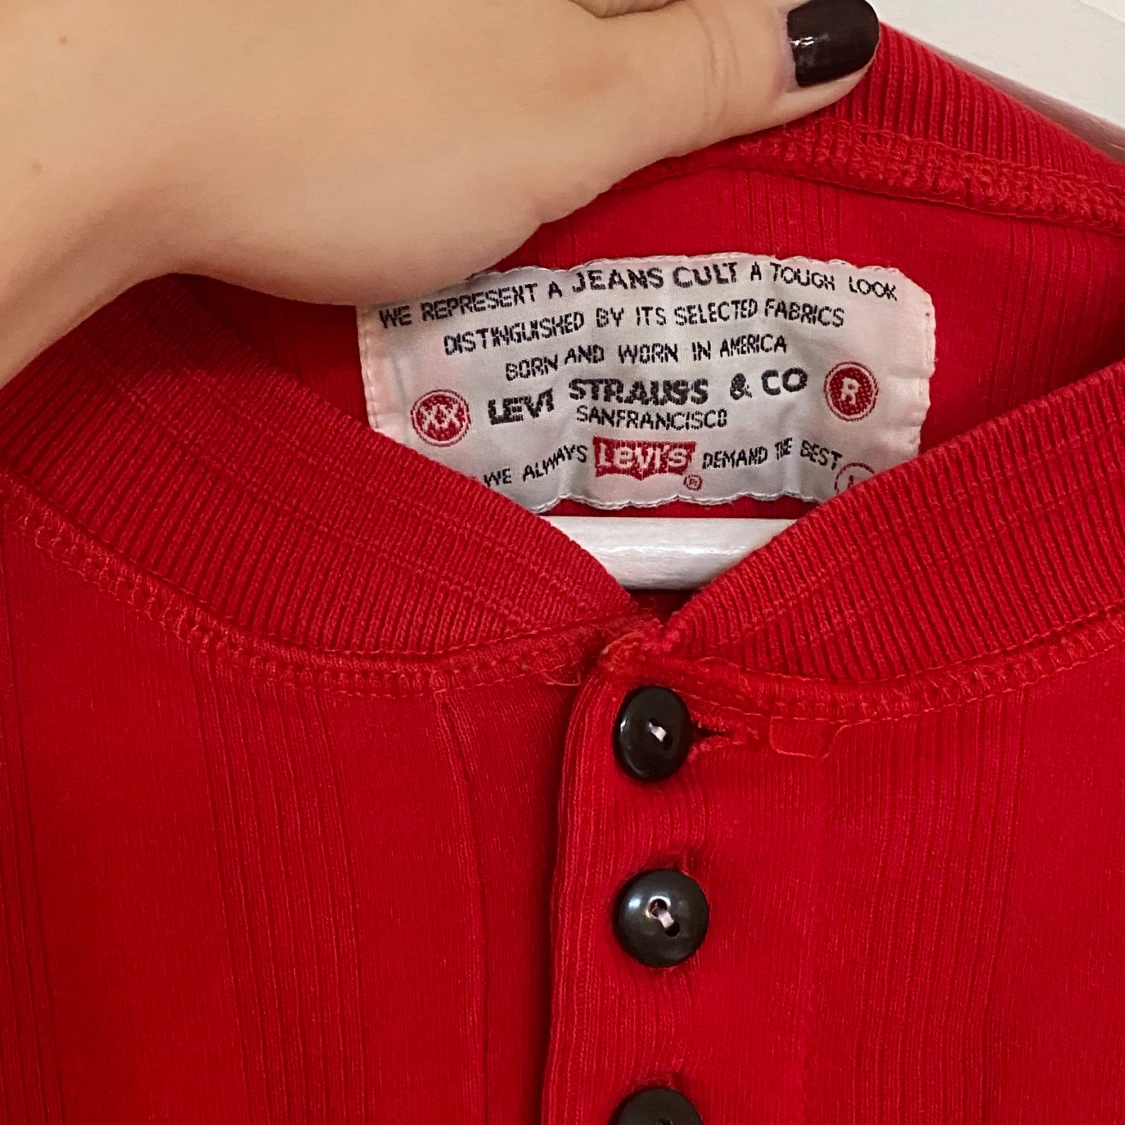 WE REPRESENT A JEANS CULT A TOUGH LOOK
DISTINGUISHED BY ITS SELECTED FABRICS
BORN AND WORN IN AMERICA
XX LEVI STRAUSS & CO R
SANFRANCISCO
WE ALWAYS Levi's ® DEMAND THE BEST